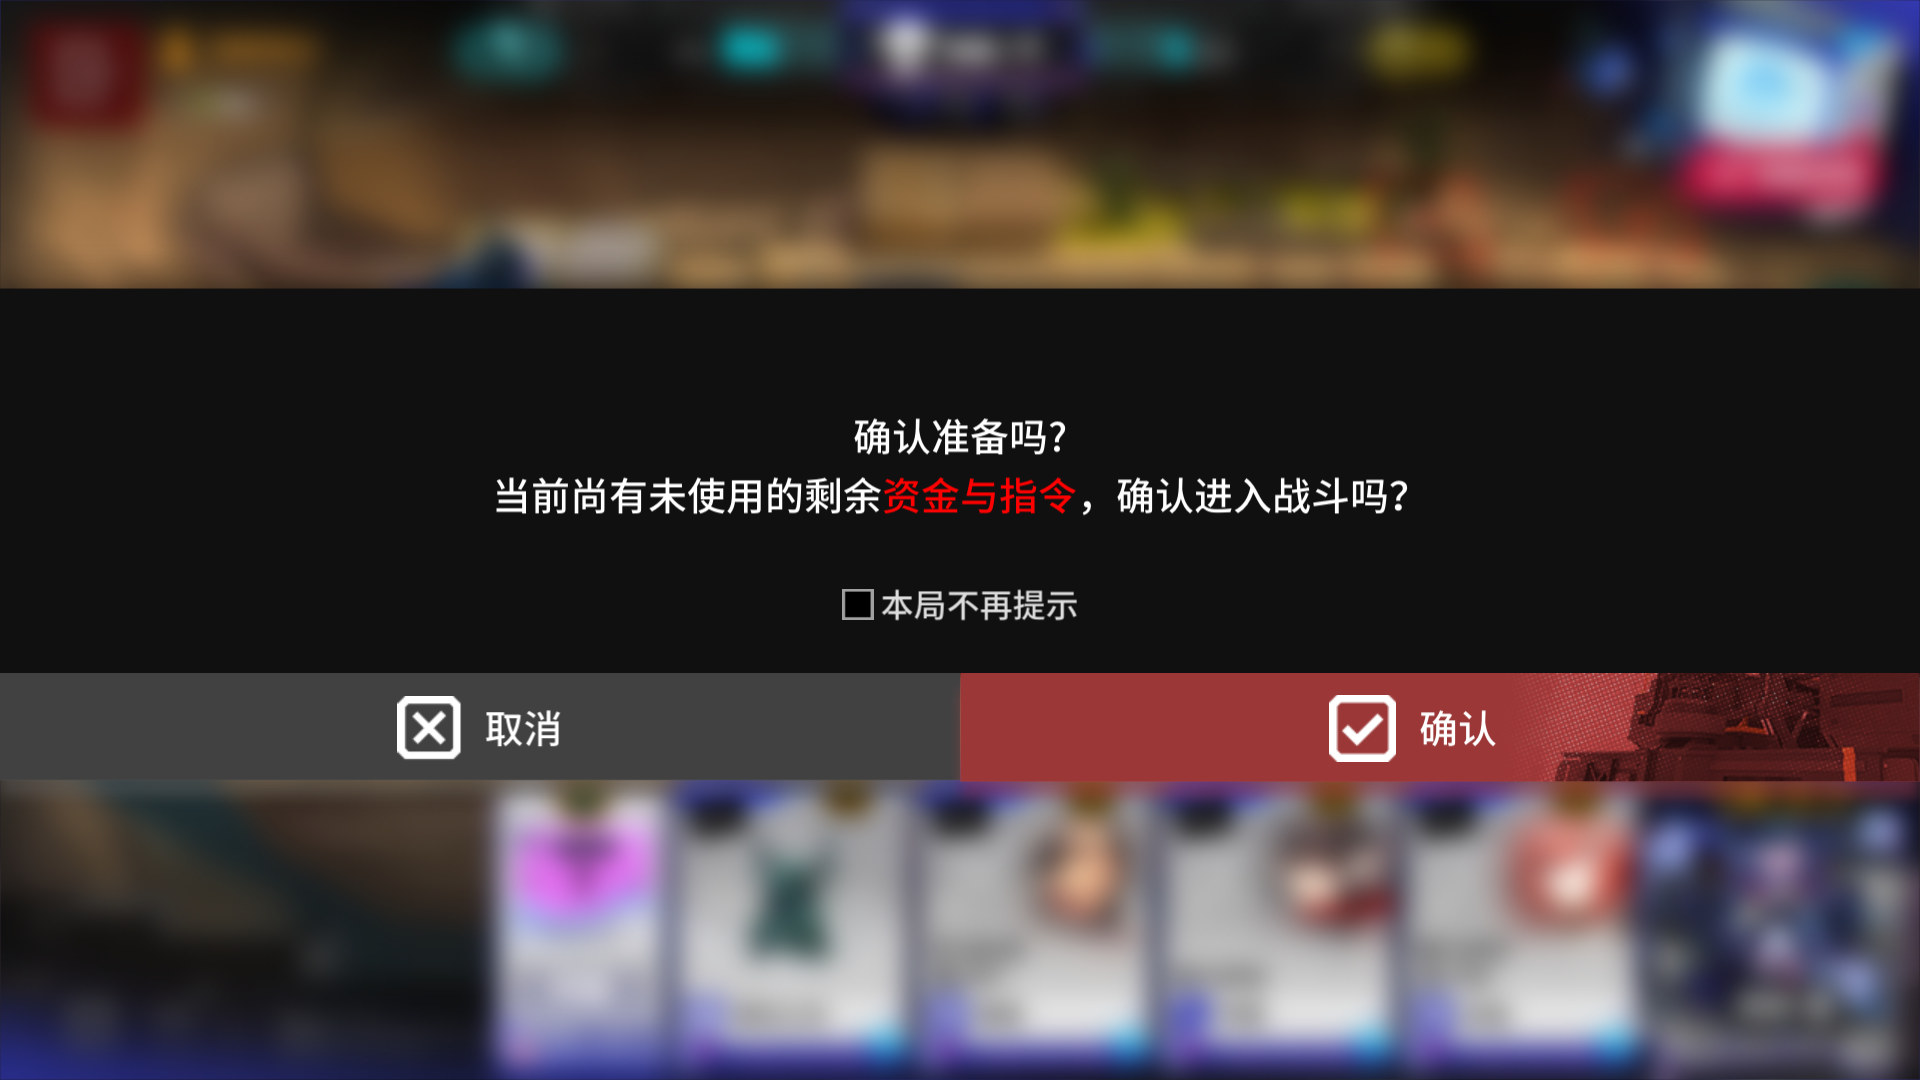 确认准备吗?
当前尚有未使用的剩余资金与指令，确认进入战斗吗?
本局不再提示
取消
确认